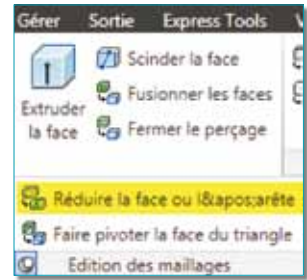 Gérer Sortie Express Tools
Scinder la face
Fusionner les faces
Extruder
la face
Fermer le perçage
Réduire la face ou l&apos;arête
Faire pivoter la face du triangle
Edition des maillages